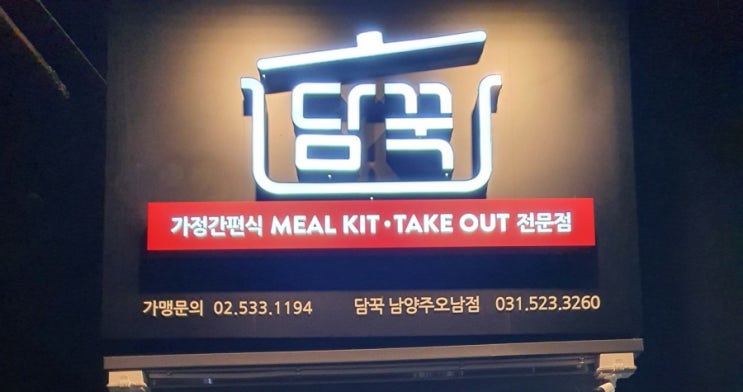 담꾹
가정간편식 MEAL KIT·TAKE OUT 전문점
가맹문의 02.533.1194 담꾹 남양주오남점 031.523.3260